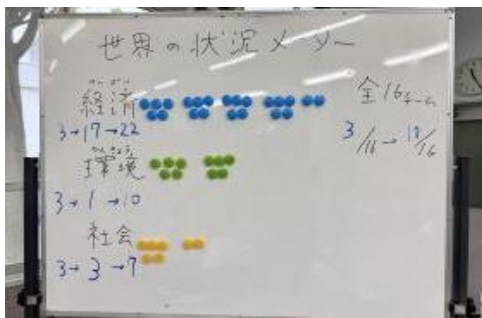 世界の状況メーター
けいざい
経済
3→17→22
かんきょう
環境
3→1→10
社会
3→3→7
全16チーム
3/16→
/16